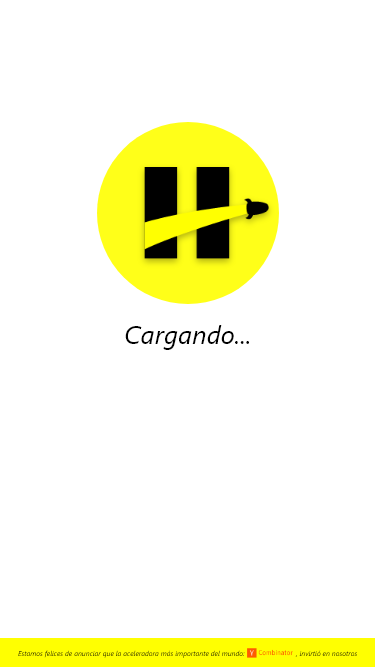 Cargando...
Estamos felices de anunciar que la aceleradora más importante del mundo: Y Combinator , invirtió en nosotros